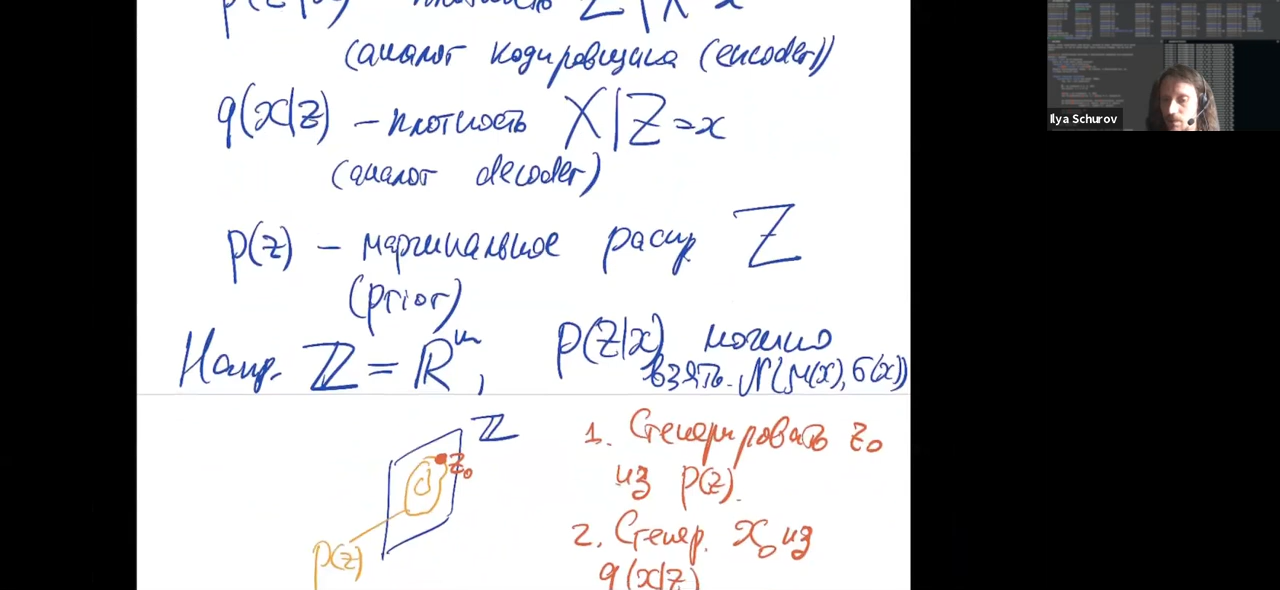 (аналог кодировщика (encoder))
q(x|z) – плотность X|Z=x
(аналог decoder)
p(z) – маргинальное распр. Z
(prior)
Напр. ℤ = ℝᵐ, p(z|x) можно
взять. 𝒩(μ(x), σ(x))
ℤ
z₀
p(z)
1. Сгенерировать z₀
из p(z).
2. Сгенер. x₀ из
q(x|z)
Ilya Schurov